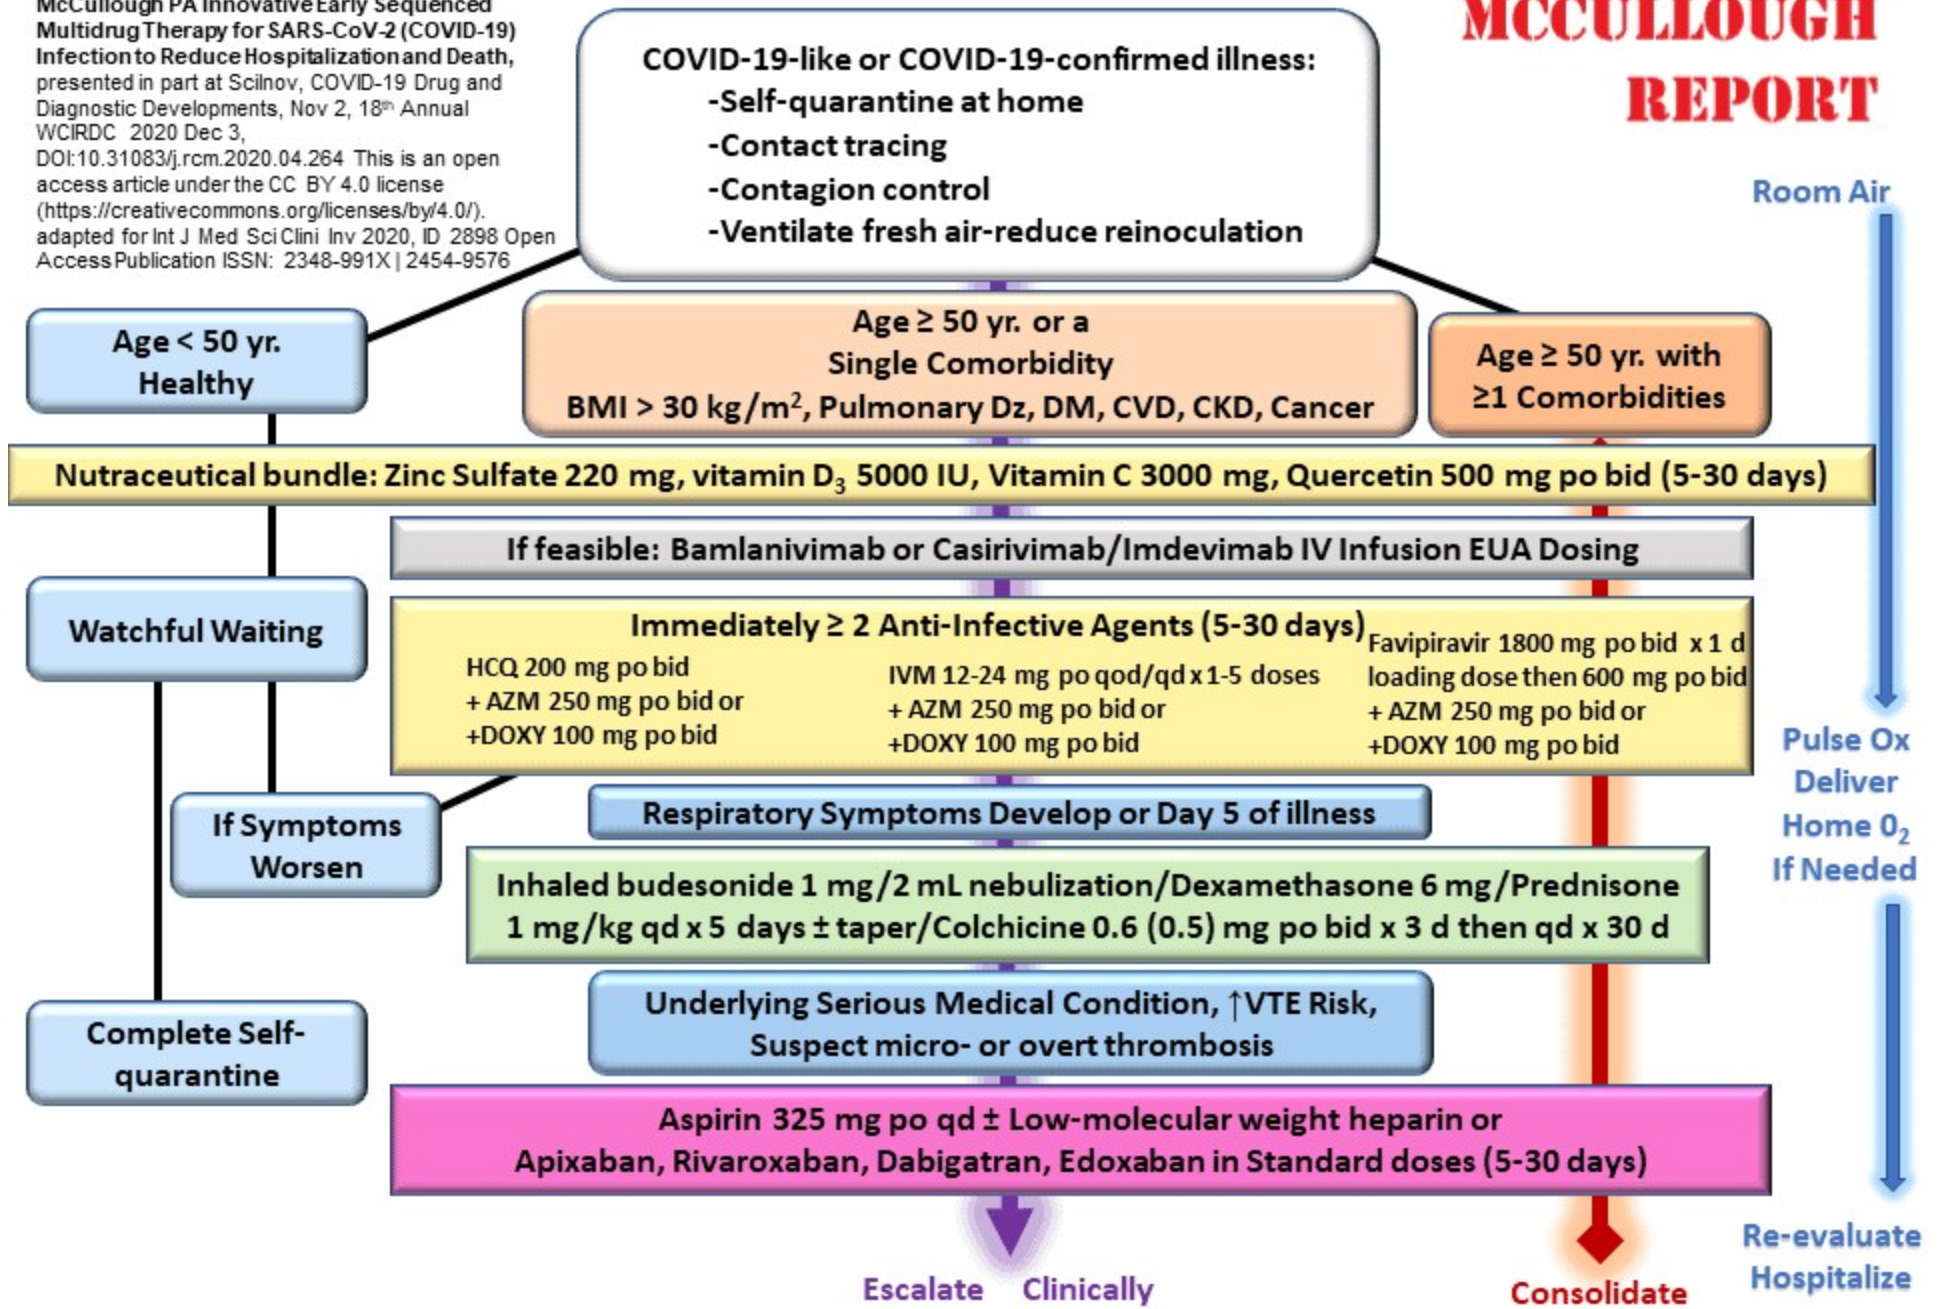 McCullough PA Innovative Early Sequenced
Multidrug Therapy for SARS-CoV-2 (COVID-19)
Infection to Reduce Hospitalization and Death,
presented in part at Scilnov, COVID-19 Drug and
Diagnostic Developments, Nov 2, 18th Annual
WCIRDC 2020 Dec 3,
DOI:10.31083/j.rcm.2020.04.264 This is an open
access article under the CC BY 4.0 license
(https://creativecommons.org/licenses/by/4.0/).
adapted for Int J Med Sci Clini Inv 2020, ID 2898 Open
Access Publication ISSN: 2348-991X | 2454-9576
COVID-19-like or COVID-19-confirmed illness:
-Self-quarantine at home
-Contact tracing
-Contagion control
-Ventilate fresh air-reduce reinoculation
MCCULLOUGH
REPORT
Room Air
Age < 50 yr.
Healthy
Age ≥ 50 yr. or a
Single Comorbidity
BMI > 30 kg/m², Pulmonary Dz, DM, CVD, CKD, Cancer
Age ≥ 50 yr. with
≥1 Comorbidities
Nutraceutical bundle: Zinc Sulfate 220 mg, vitamin D₃ 5000 IU, Vitamin C 3000 mg, Quercetin 500 mg po bid (5-30 days)
If feasible: Bamlanivimab or Casirivimab/Imdevimab IV Infusion EUA Dosing
Watchful Waiting
Immediately ≥ 2 Anti-Infective Agents (5-30 days)
HCQ 200 mg po bid
+ AZM 250 mg po bid or
+DOXY 100 mg po bid
IVM 12-24 mg po qod/qd x 1-5 doses
+ AZM 250 mg po bid or
+DOXY 100 mg po bid
Favipiravir 1800 mg po bid x 1 d
loading dose then 600 mg po bid
+ AZM 250 mg po bid or
+DOXY 100 mg po bid
Pulse Ox
Deliver
Home 0₂
If Needed
If Symptoms
Worsen
Respiratory Symptoms Develop or Day 5 of illness
Inhaled budesonide 1 mg/2 mL nebulization/Dexamethasone 6 mg/Prednisone
1 mg/kg qd x 5 days ± taper/Colchicine 0.6 (0.5) mg po bid x 3 d then qd x 30 d
Underlying Serious Medical Condition, ↑VTE Risk,
Suspect micro- or overt thrombosis
Complete Self-
quarantine
Aspirin 325 mg po qd ± Low-molecular weight heparin or
Apixaban, Rivaroxaban, Dabigatran, Edoxaban in Standard doses (5-30 days)
Escalate Clinically
Consolidate
Re-evaluate
Hospitalize